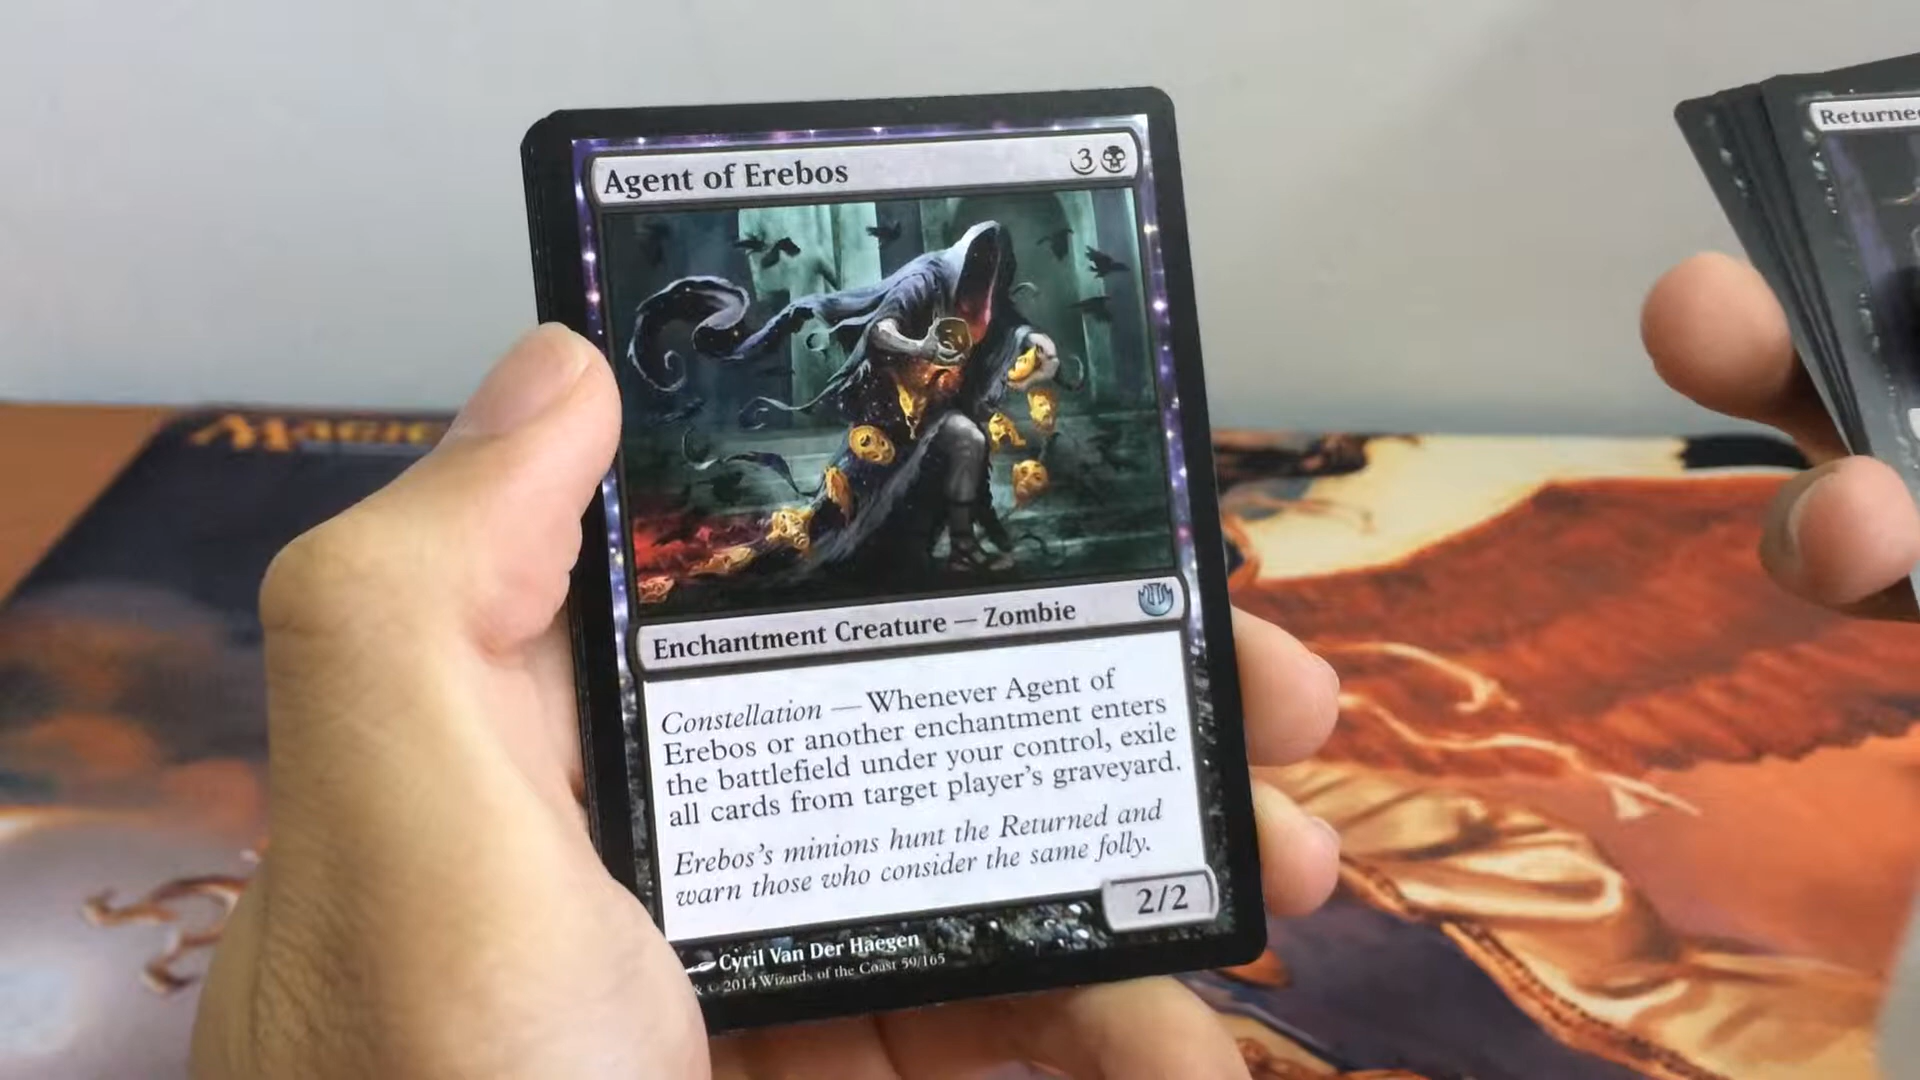 Agent of Erebos 3
Enchantment Creature — Zombie
Constellation — Whenever Agent of
Erebos or another enchantment enters
the battlefield under your control, exile
all cards from target player's graveyard.
Erebos's minions hunt the Returned and
warn those who consider the same folly.
2/2
Cyril Van Der Haegen
& © 2014 Wizards of the Coast 59/165
Magic
Returned